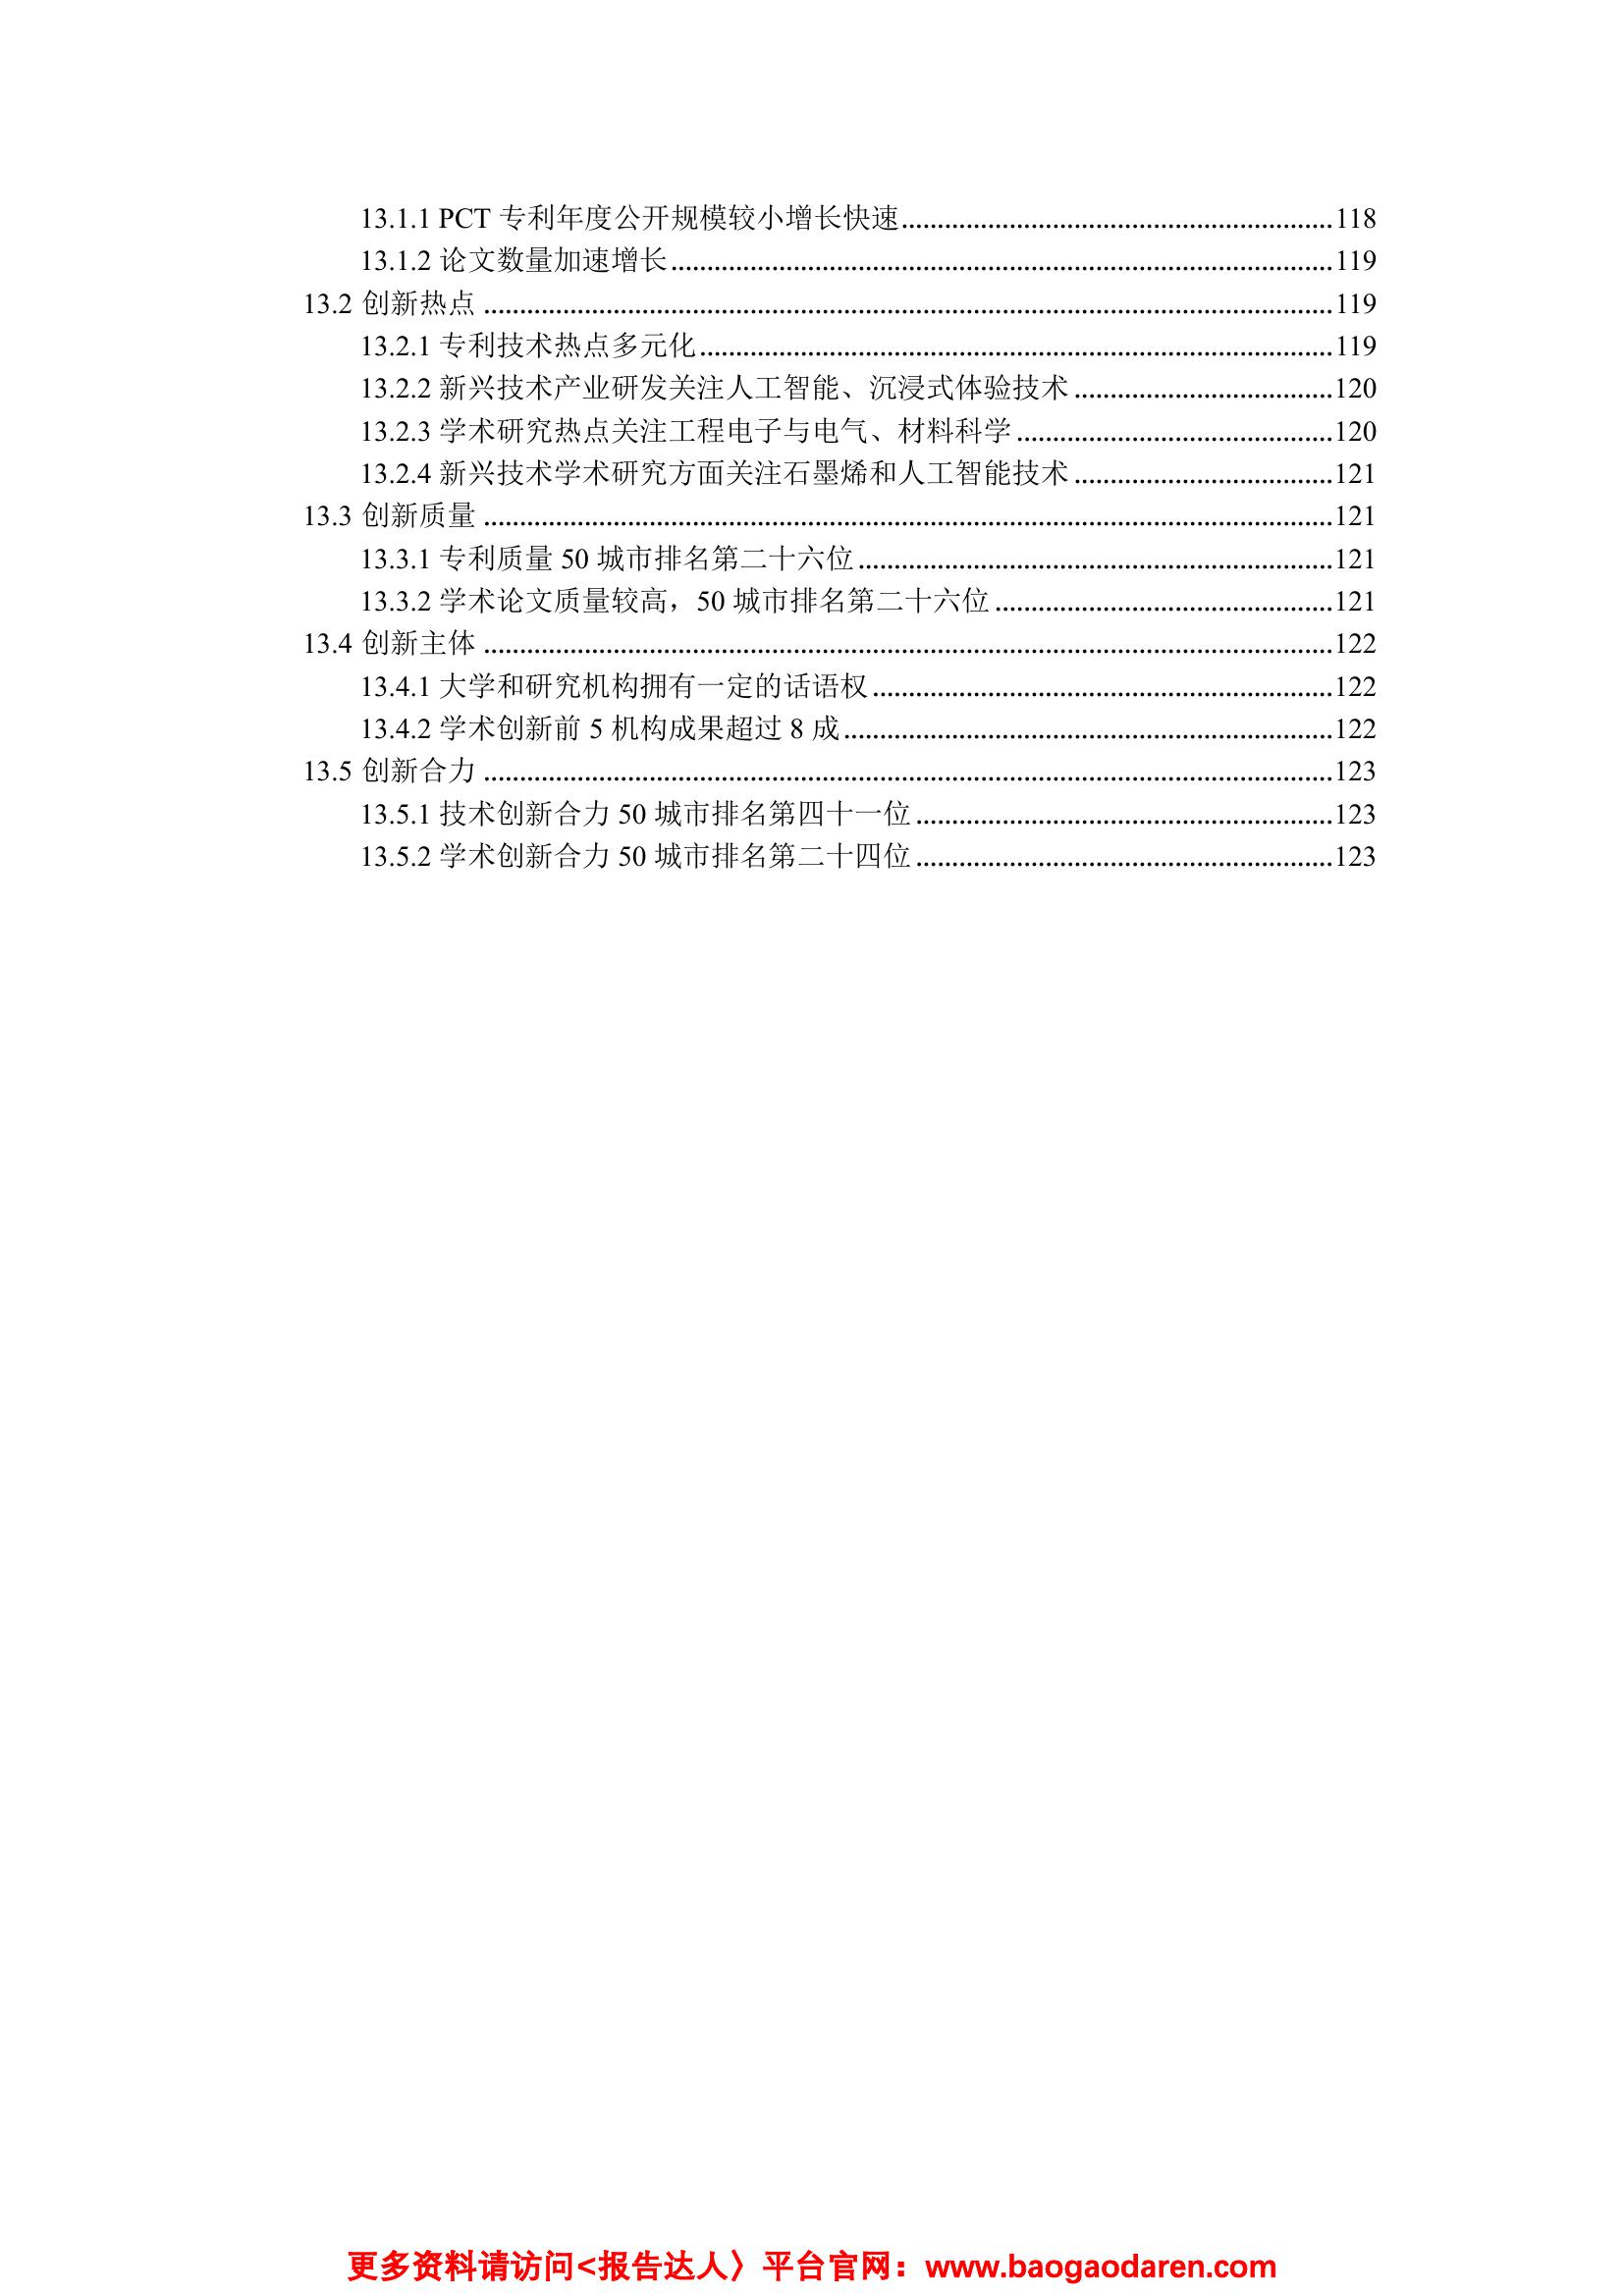 13.1.1 PCT 专利年度公开规模较小增长快速............................................................118
13.1.2 论文数量加速增长............................................................................................119
13.2 创新热点......................................................................................................................119
13.2.1 专利技术热点多元化........................................................................................119
13.2.2 新兴技术产业研发关注人工智能、沉浸式体验技术....................................120
13.2.3 学术研究热点关注工程电子与电气、材料科学............................................120
13.2.4 新兴技术学术研究方面关注石墨烯和人工智能技术....................................121
13.3 创新质量......................................................................................................................121
13.3.1 专利质量 50 城市排名第二十六位..................................................................121
13.3.2 学术论文质量较高，50 城市排名第二十六位...............................................121
13.4 创新主体......................................................................................................................122
13.4.1 大学和研究机构拥有一定的话语权................................................................122
13.4.2 学术创新前 5 机构成果超过 8 成....................................................................122
13.5 创新合力......................................................................................................................123
13.5.1 技术创新合力 50 城市排名第四十一位..........................................................123
13.5.2 学术创新合力 50 城市排名第二十四位..........................................................123
更多资料请访问<报告达人〉平台官网：www.baogaodaren.com